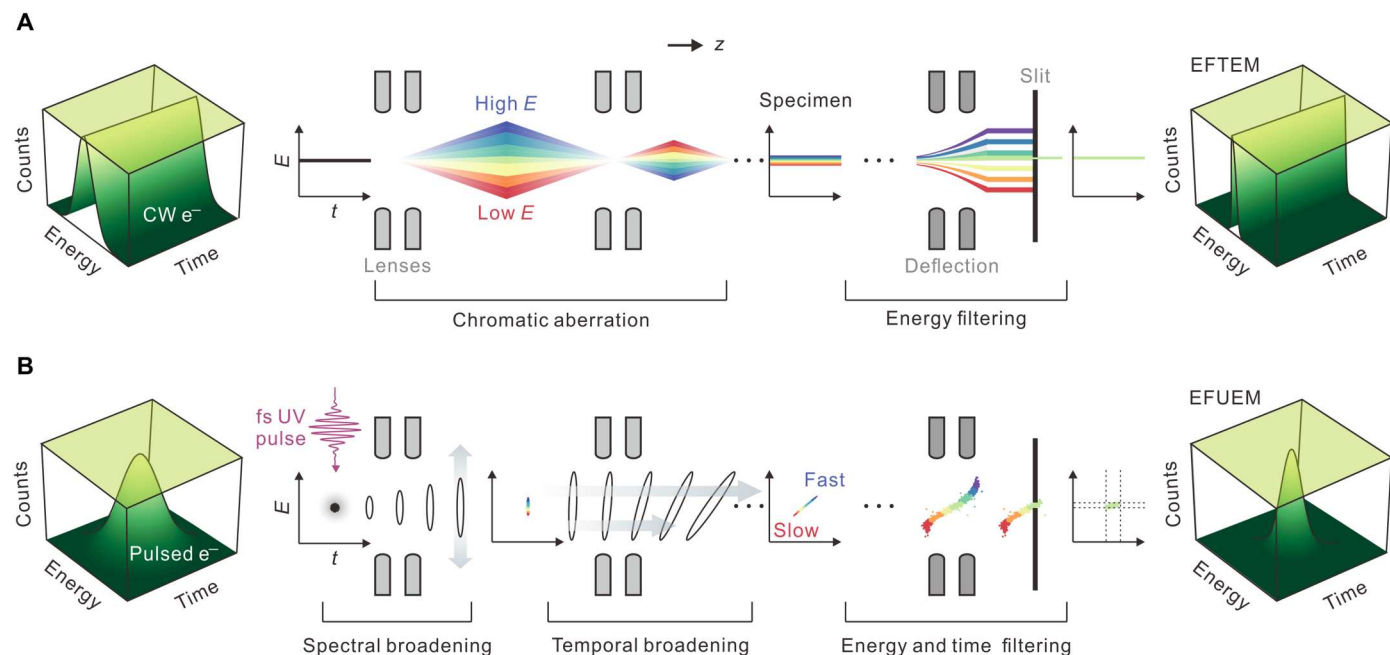 A
z
Slit
EFTEM
High E
Specimen
Counts
E
Counts
CW e⁻
t
Low E
Energy
Time
Lenses
Deflection
Energy
Time
Chromatic aberration
Energy filtering
B
fs UV
pulse
EFUEM
Counts
E
Fast
Slow
Counts
Pulsed e⁻
t
Energy
Time
Energy
Time
Spectral broadening
Temporal broadening
Energy and time filtering